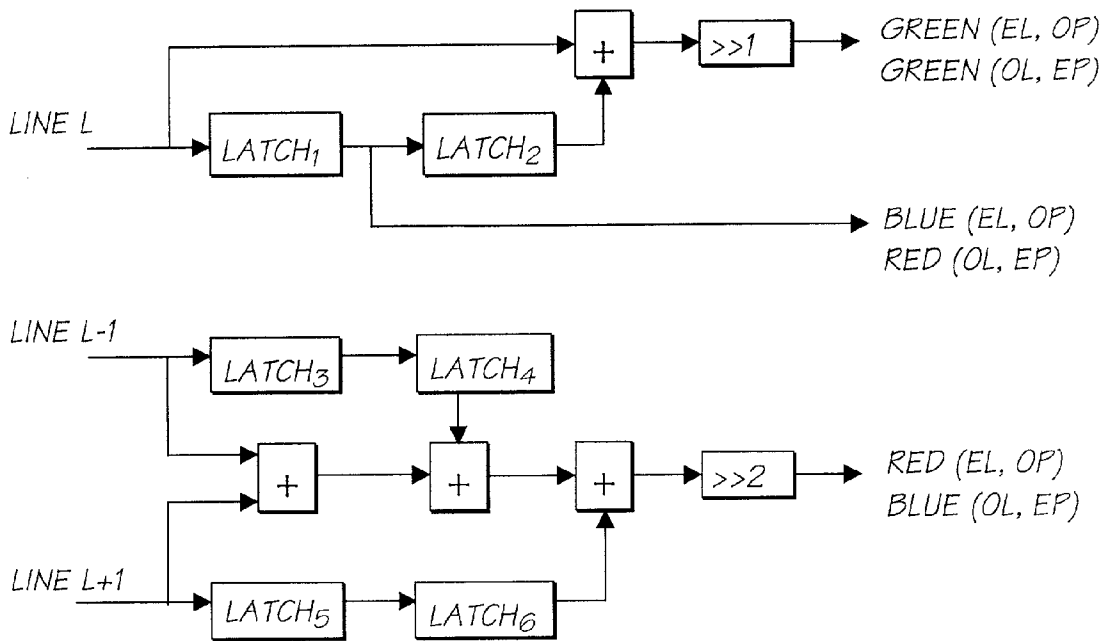 GREEN (EL, OP)
+
>>1
GREEN (OL, EP)
LINE L
LATCH1
LATCH2
BLUE (EL, OP)
RED (OL, EP)
LINE L-1
LATCH3
LATCH4
+
+
+
>>2
RED (EL, OP)
BLUE (OL, EP)
LINE L+1
LATCH5
LATCH6